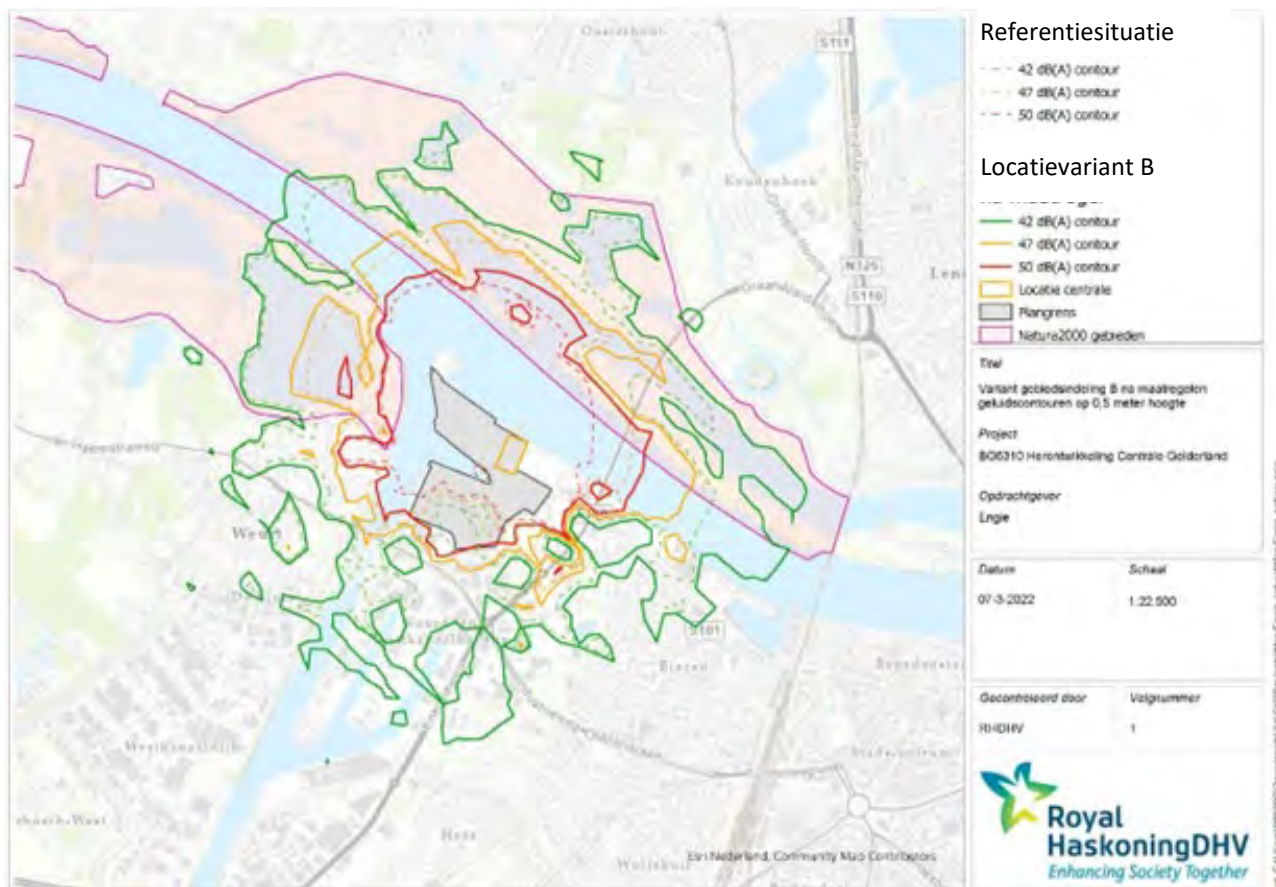 Referentiesituatie
42 dB(A) contour
47 dB(A) contour
50 dB(A) contour
Locatievariant B
42 dB(A) contour
47 dB(A) contour
50 dB(A) contour
Locatie centrale
Plangrens
Natura2000 gebieden
Titel
Variant gebiedsindeling B na maatregelen
geluidscontouren op 0,5 meter hoogte
Project
BG6310 Herontwikkeling Centrale Gelderland
Opdrachtgever
Engie
Datum
Schaal
07-3-2022
1:22.500
Gecontroleerd door
Volgnummer
RHDHV
1
Royal
HaskoningDHV
Enhancing Society Together
S111
N325
S110
Weurt
S101
Biezen
Hees
Esri Nederland, Community Map Contributors